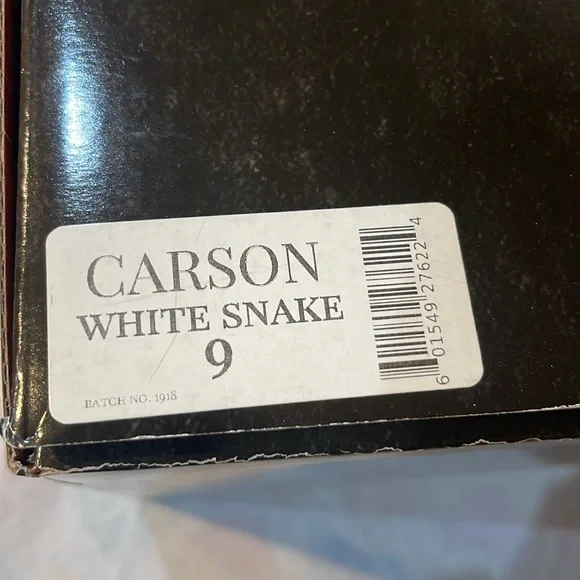 CARSON
WHITE SNAKE
9
BATCH NO. 1918
6 01549 27622 4